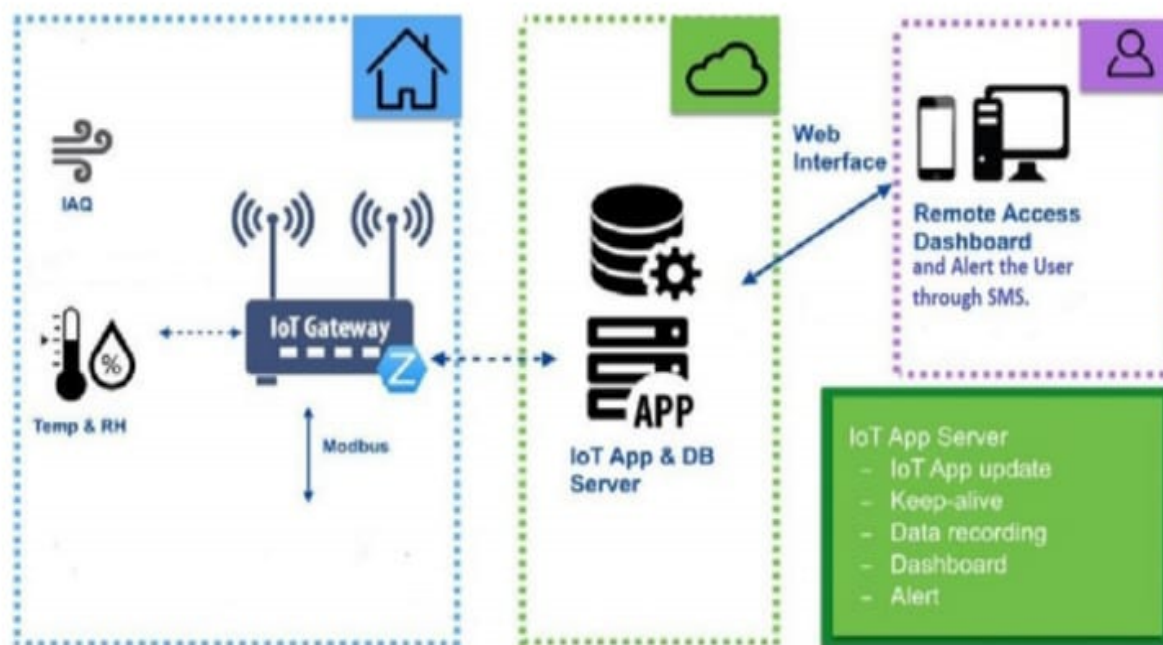 IAQ
Temp & RH
IoT Gateway
Z
Modbus
%
APP
IoT App & DB
Server
Web
Interface
Remote Access
Dashboard
and Alert the User
through SMS.
IoT App Server
- IoT App update
- Keep-alive
- Data recording
- Dashboard
- Alert